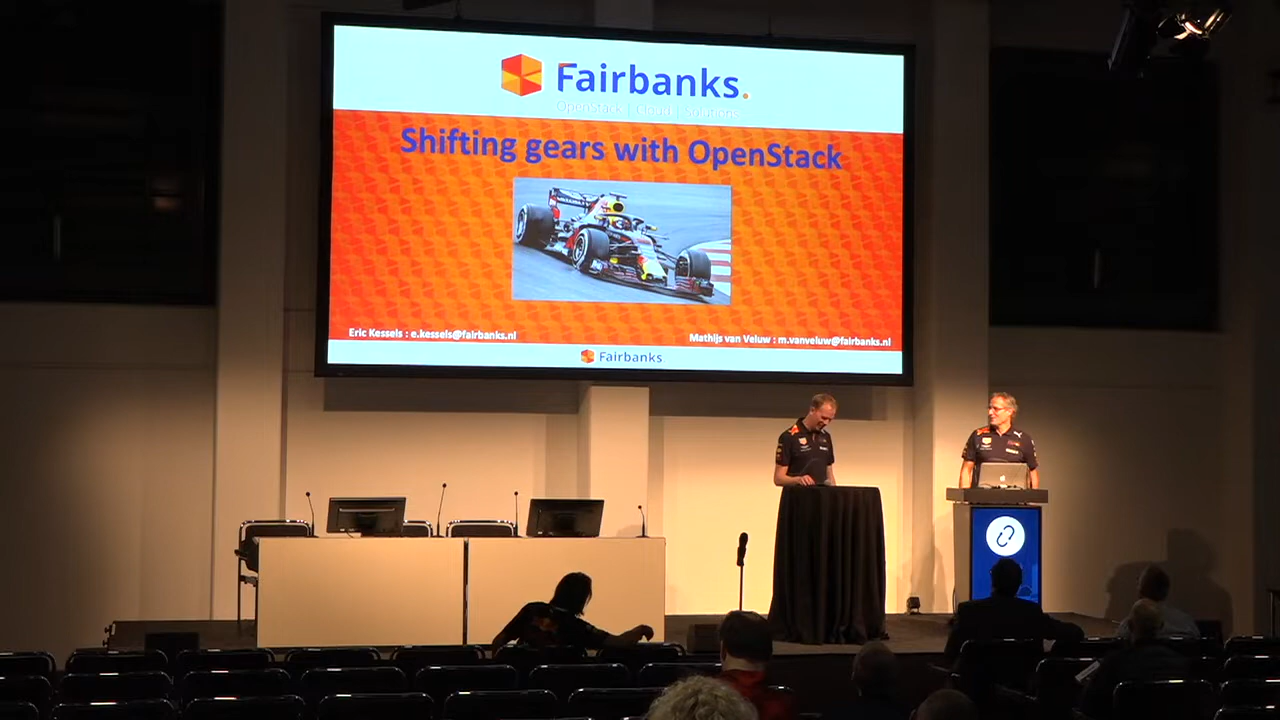 Fairbanks.
OpenStack | Cloud | Solutions
Shifting gears with OpenStack
Eric Kessels : e.kessels@fairbanks.nl
Mathijs van Veluw : m.vanveluw@fairbanks.nl
Fairbanks